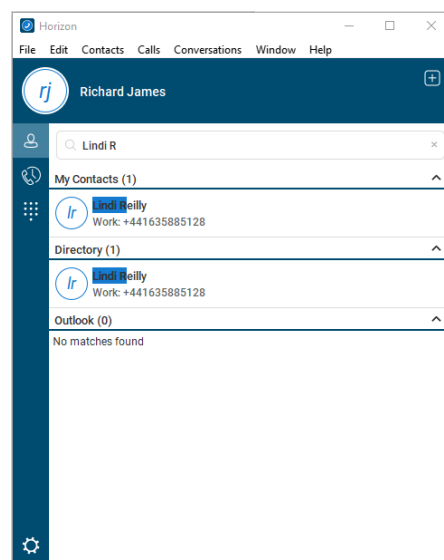 Horizon
File Edit Contacts Calls Conversations Window Help
rj Richard James
Lindi R
My Contacts (1)
lr Lindi Reilly
Work: +441635885128
Directory (1)
lr Lindi Reilly
Work: +441635885128
Outlook (0)
No matches found